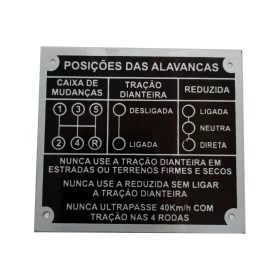 POSIÇÕES DAS ALAVANCAS
CAIXA DE
MUDANÇAS
1 3 5
2 4 R
TRAÇÃO
DIANTEIRA
DESLIGADA
LIGADA
REDUZIDA
LIGADA
NEUTRA
DIRETA
NUNCA USE A TRAÇÃO DIANTEIRA EM
ESTRADAS OU TERRENOS FIRMES E SECOS
NUNCA USE A REDUZIDA SEM LIGAR
A TRAÇÃO DIANTEIRA
NUNCA ULTRAPASSE 40Km/h COM
TRAÇÃO NAS 4 RODAS